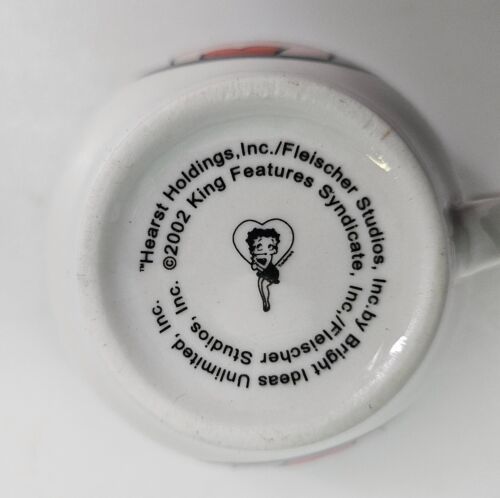 ™Hearst Holdings,Inc./Fleischer Studios, Inc.by Bright Ideas Unlimited, Inc.
©2002 King Features Syndicate, Inc./Fleischer Studios, Inc.